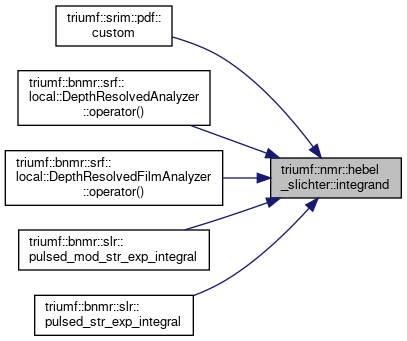 triumf::srim::pdf::
custom
triumf::bnmr::srf::
local::DepthResolvedAnalyzer
::operator()
triumf::bnmr::srf::
local::DepthResolvedFilmAnalyzer
::operator()
triumf::bnmr::slr::
pulsed_mod_str_exp_integral
triumf::bnmr::slr::
pulsed_str_exp_integral
triumf::nmr::hebel
_slichter::integrand